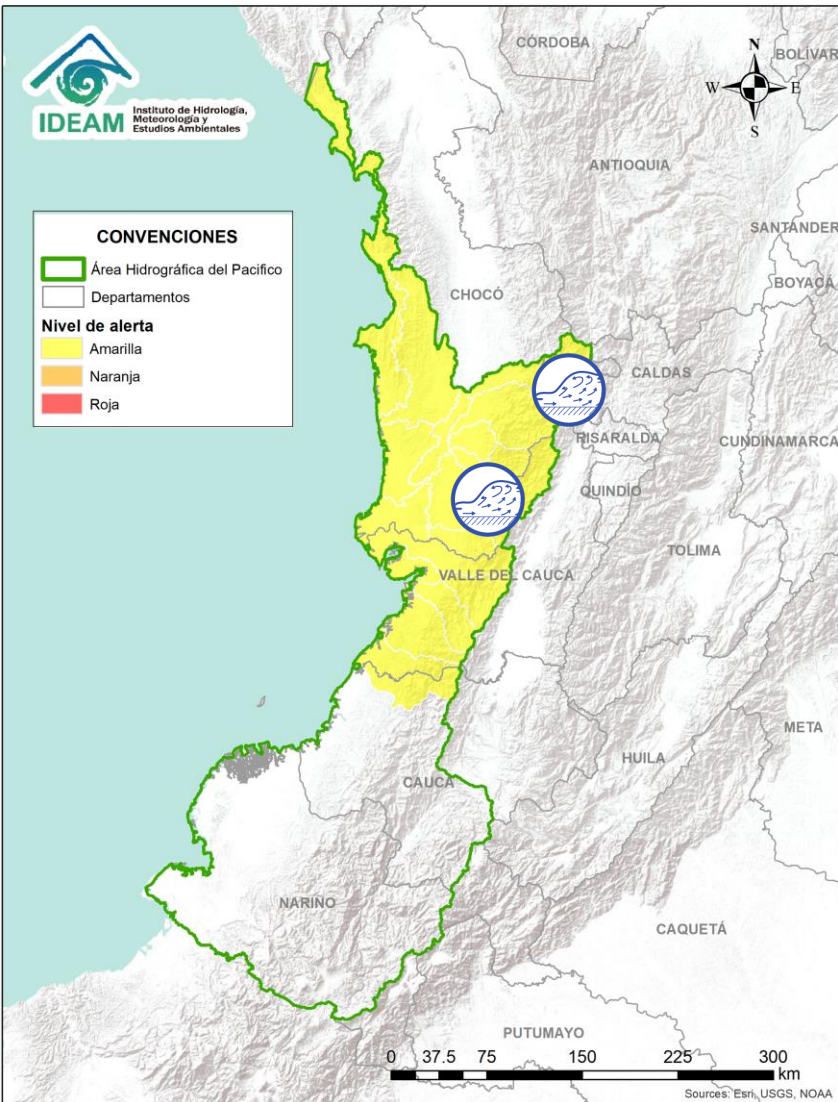 IDEAM
Instituto de Hidrología,
Meteorología y
Estudios Ambientales
CÓRDOBA
BOLÍVAR
N
W
E
S
ANTIOQUIA
SANTANDER
BOYACÁ
CONVENCIONES
Área Hidrográfica del Pacifico
Departamentos
Nivel de alerta
Amarilla
Naranja
Roja
CHOCÓ
CALDAS
RISARALDA
CUNDINAMARCA
QUINDÍO
TOLIMA
VALLE DEL CAUCA
META
HUILA
CAUCA
NARIÑO
CAQUETÁ
PUTUMAYO
0 37.5 75 150 225 300
km
Sources: Esri, USGS, NOAA